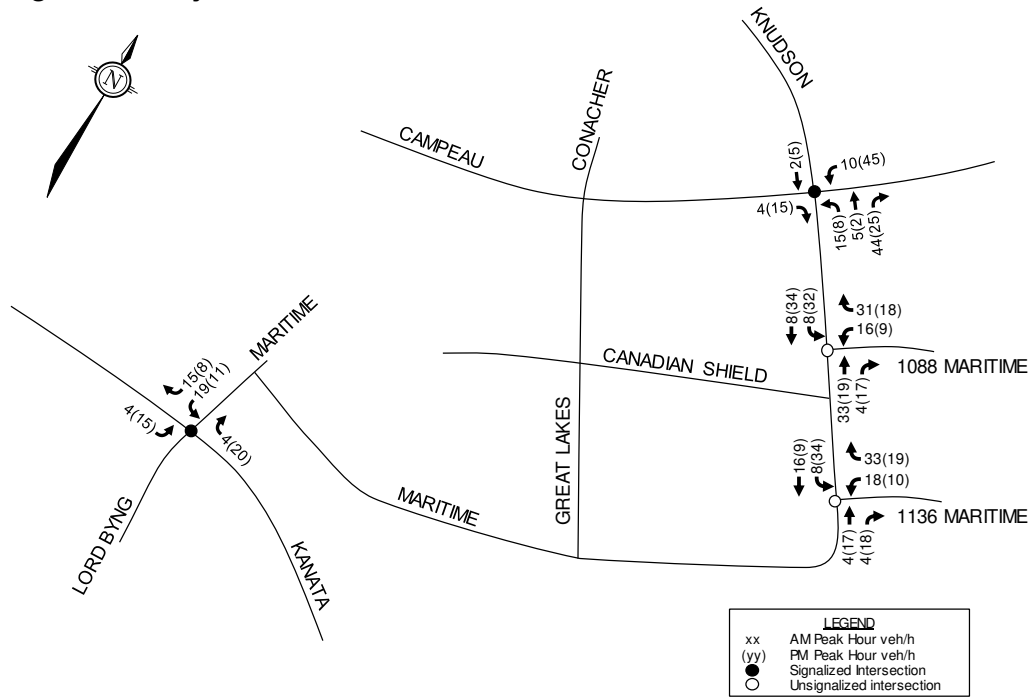 N
KNUDSON
CONACHER
CAMPEAU
2(5)
10(45)
4(15)
15(8)
5(2)
44(25)
8(34)
8(32)
31(18)
16(9)
MARITIME
CANADIAN SHIELD
1088 MARITIME
33(19)
4(17)
15(8)
19(11)
4(15)
4(20)
GREAT LAKES
16(9)
8(34)
33(19)
18(10)
MARITIME
1136 MARITIME
4(17)
4(18)
LORD BYNG
KANATA
LEGEND
xx AM Peak Hour veh/h
(yy) PM Peak Hour veh/h
Signalized Intersection
Unsignalized intersection